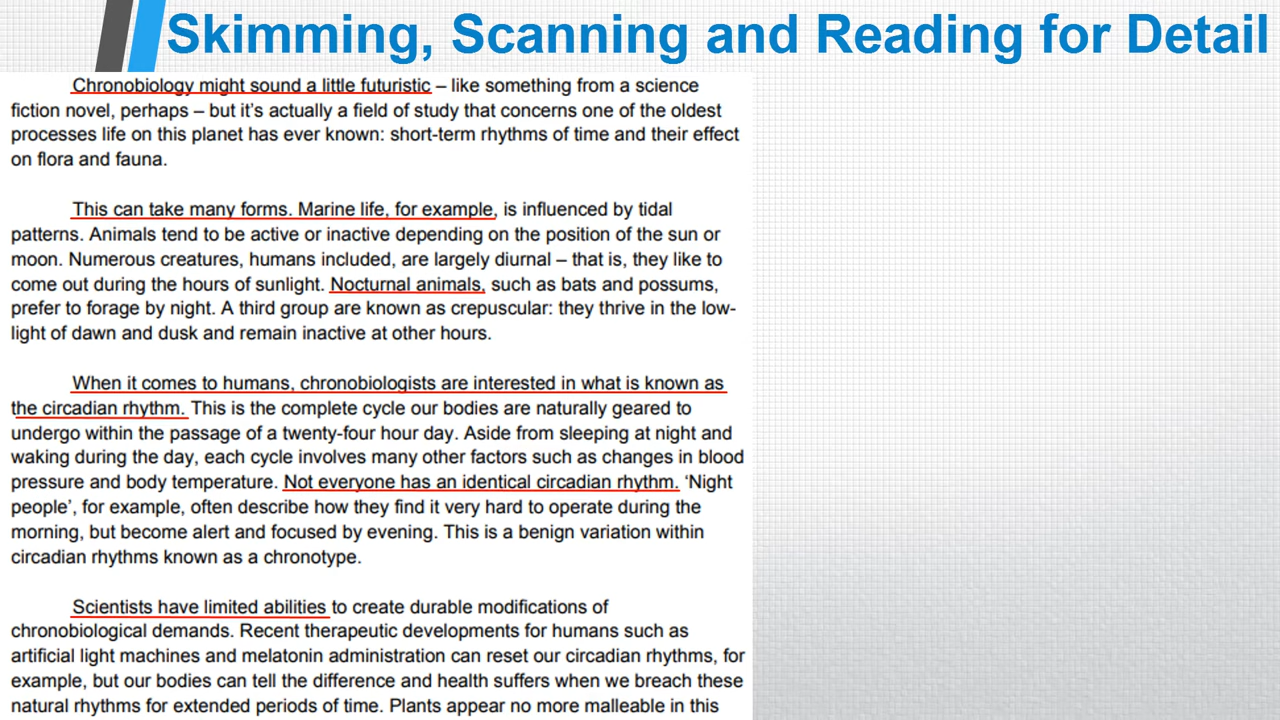 Skimming, Scanning and Reading for Detail
Chronobiology might sound a little futuristic – like something from a science
fiction novel, perhaps – but it's actually a field of study that concerns one of the oldest
processes life on this planet has ever known: short-term rhythms of time and their effect
on flora and fauna.
This can take many forms. Marine life, for example, is influenced by tidal
patterns. Animals tend to be active or inactive depending on the position of the sun or
moon. Numerous creatures, humans included, are largely diurnal – that is, they like to
come out during the hours of sunlight. Nocturnal animals, such as bats and possums,
prefer to forage by night. A third group are known as crepuscular: they thrive in the low-
light of dawn and dusk and remain inactive at other hours.
When it comes to humans, chronobiologists are interested in what is known as
the circadian rhythm. This is the complete cycle our bodies are naturally geared to
undergo within the passage of a twenty-four hour day. Aside from sleeping at night and
waking during the day, each cycle involves many other factors such as changes in blood
pressure and body temperature. Not everyone has an identical circadian rhythm. 'Night
people', for example, often describe how they find it very hard to operate during the
morning, but become alert and focused by evening. This is a benign variation within
circadian rhythms known as a chronotype.
Scientists have limited abilities to create durable modifications of
chronobiological demands. Recent therapeutic developments for humans such as
artificial light machines and melatonin administration can reset our circadian rhythms, for
example, but our bodies can tell the difference and health suffers when we breach these
natural rhythms for extended periods of time. Plants appear no more malleable in this